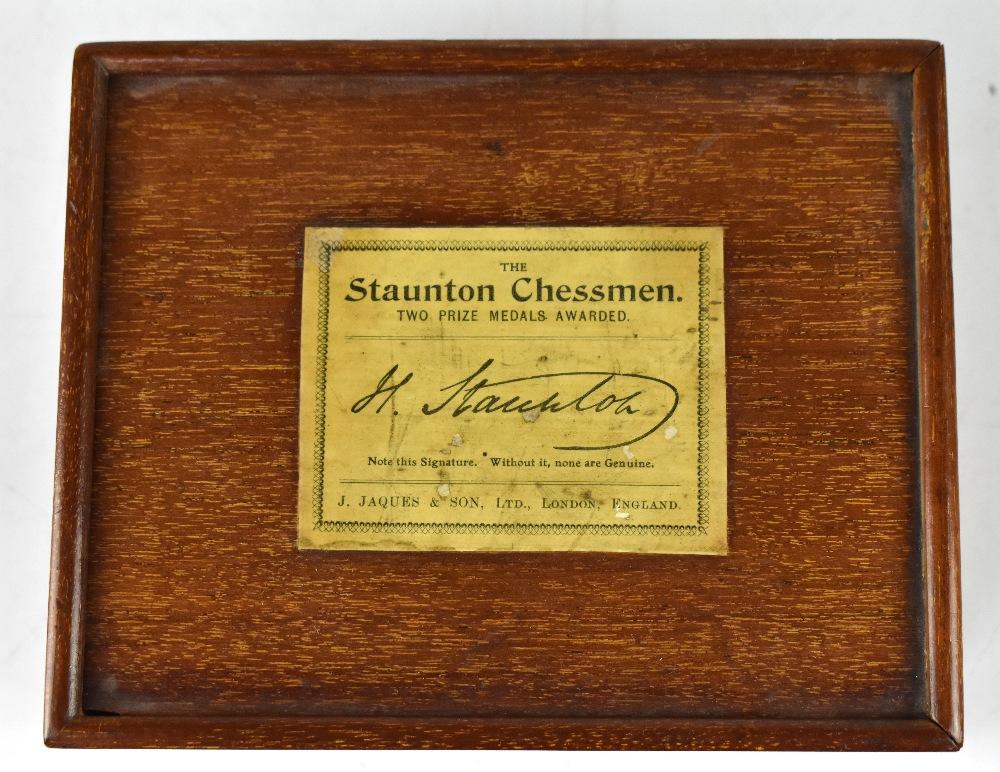 THE
Staunton Chessmen.
TWO PRIZE MEDALS AWARDED.
H. Staunton
Note this Signature. Without it, none are Genuine.
J. JAQUES & SON, LTD., LONDON, ENGLAND.